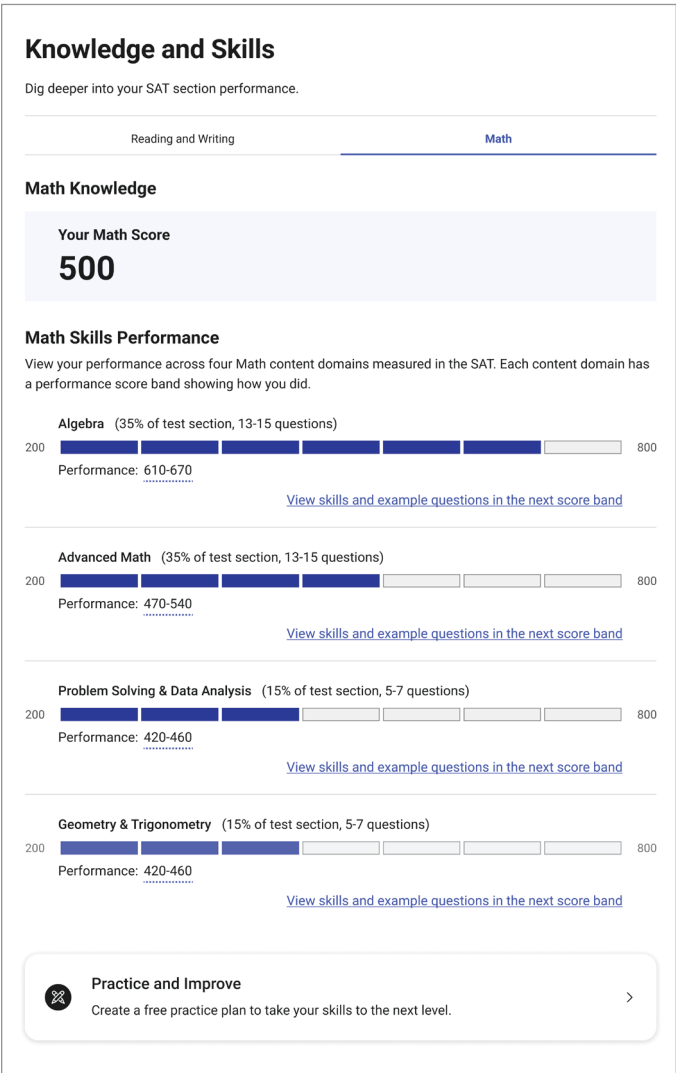 Knowledge and Skills
Dig deeper into your SAT section performance.
Reading and Writing
Math
Math Knowledge
Your Math Score
500
Math Skills Performance
View your performance across four Math content domains measured in the SAT. Each content domain has
a performance score band showing how you did.
Algebra (35% of test section, 13-15 questions)
200 800
Performance: 610-670
View skills and example questions in the next score band
Advanced Math (35% of test section, 13-15 questions)
200 800
Performance: 470-540
View skills and example questions in the next score band
Problem Solving & Data Analysis (15% of test section, 5-7 questions)
200 800
Performance: 420-460
View skills and example questions in the next score band
Geometry & Trigonometry (15% of test section, 5-7 questions)
200 800
Performance: 420-460
View skills and example questions in the next score band
Practice and Improve
Create a free practice plan to take your skills to the next level.